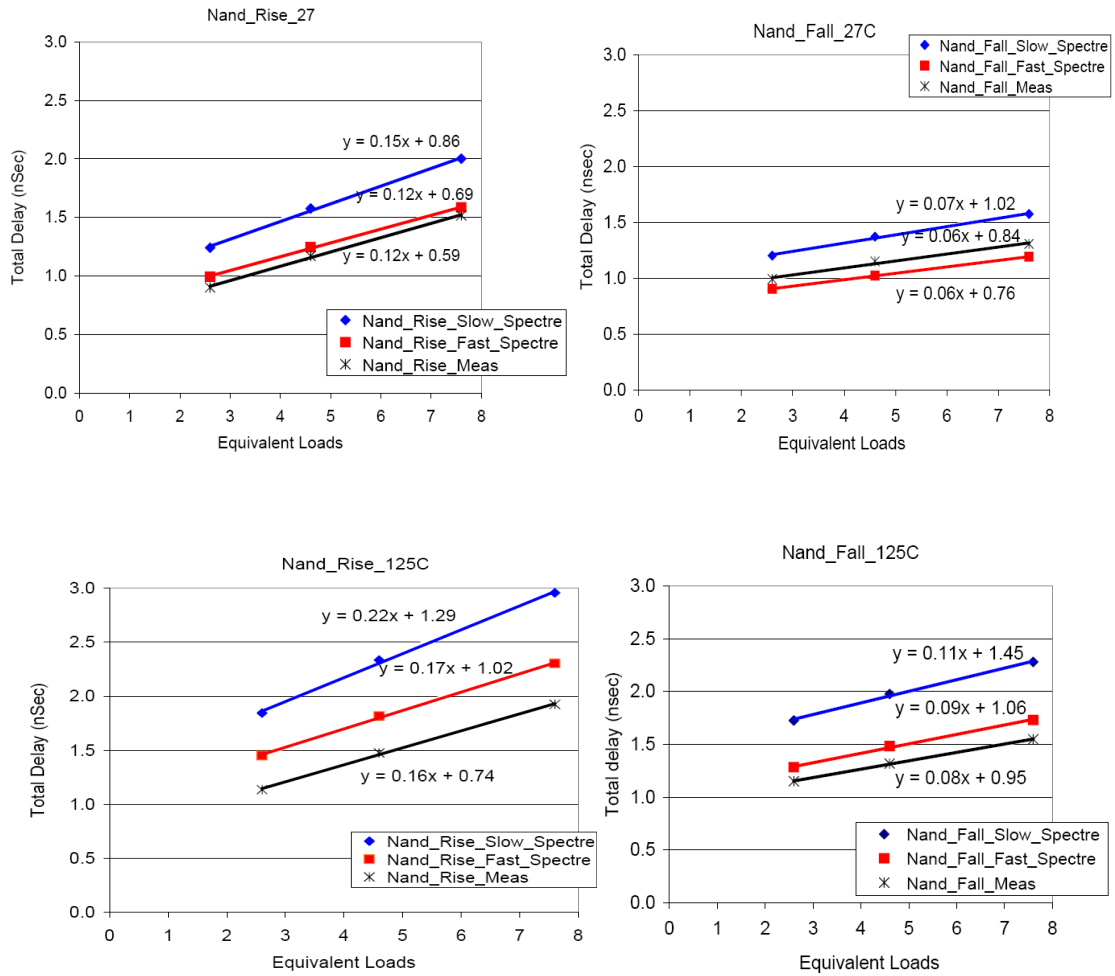 Nand_Rise_27
3.0
2.5
2.0
1.5
1.0
0.5
0.0
Total Delay (nSec)
y = 0.15x + 0.86
y = 0.12x + 0.69
y = 0.12x + 0.59
Nand_Rise_Slow_Spectre
Nand_Rise_Fast_Spectre
Nand_Rise_Meas
0 1 2 3 4 5 6 7 8
Equivalent Loads
Nand_Fall_27C
Nand_Fall_Slow_Spectre
Nand_Fall_Fast_Spectre
Nand_Fall_Meas
3.0
2.5
2.0
1.5
1.0
0.5
0.0
Total Delay (nsec)
y = 0.07x + 1.02
y = 0.06x + 0.84
y = 0.06x + 0.76
0 1 2 3 4 5 6 7 8
Equivalent Loads
Nand_Rise_125C
3.0
2.5
2.0
1.5
1.0
0.5
0.0
Total Delay (nSec)
y = 0.22x + 1.29
y = 0.17x + 1.02
y = 0.16x + 0.74
Nand_Rise_Slow_Spectre
Nand_Rise_Fast_Spectre
Nand_Rise_Meas
0 1 2 3 4 5 6 7 8
Equivalent Loads
Nand_Fall_125C
3.0
2.5
2.0
1.5
1.0
0.5
0.0
Total delay (nsec)
y = 0.11x + 1.45
y = 0.09x + 1.06
y = 0.08x + 0.95
Nand_Fall_Slow_Spectre
Nand_Fall_Fast_Spectre
Nand_Fall_Meas
0 1 2 3 4 5 6 7 8
Equivalent Loads